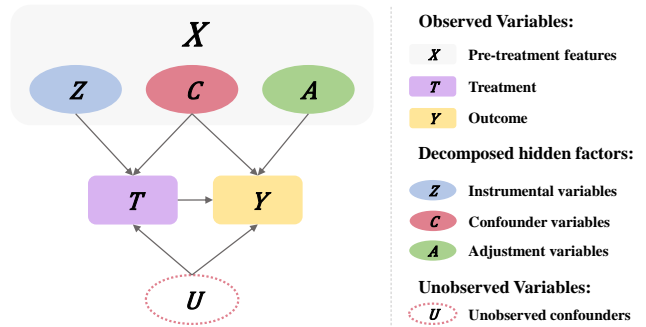 X
Z C A
T Y
U
Observed Variables:
X Pre-treatment features
T Treatment
Y Outcome
Decomposed hidden factors:
Z Instrumental variables
C Confounder variables
A Adjustment variables
Unobserved Variables:
U Unobserved confounders